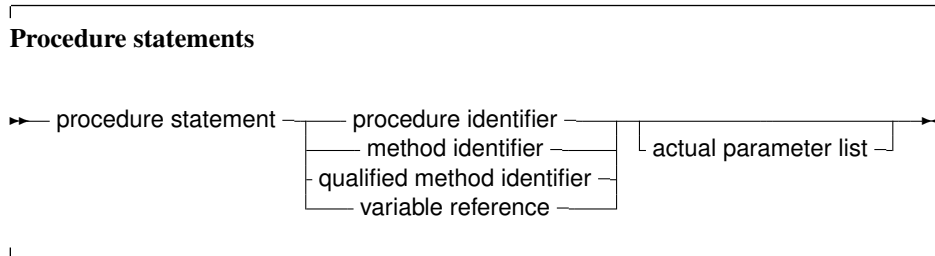 Procedure statements
procedure statement procedure identifier
method identifier actual parameter list
qualified method identifier
variable reference